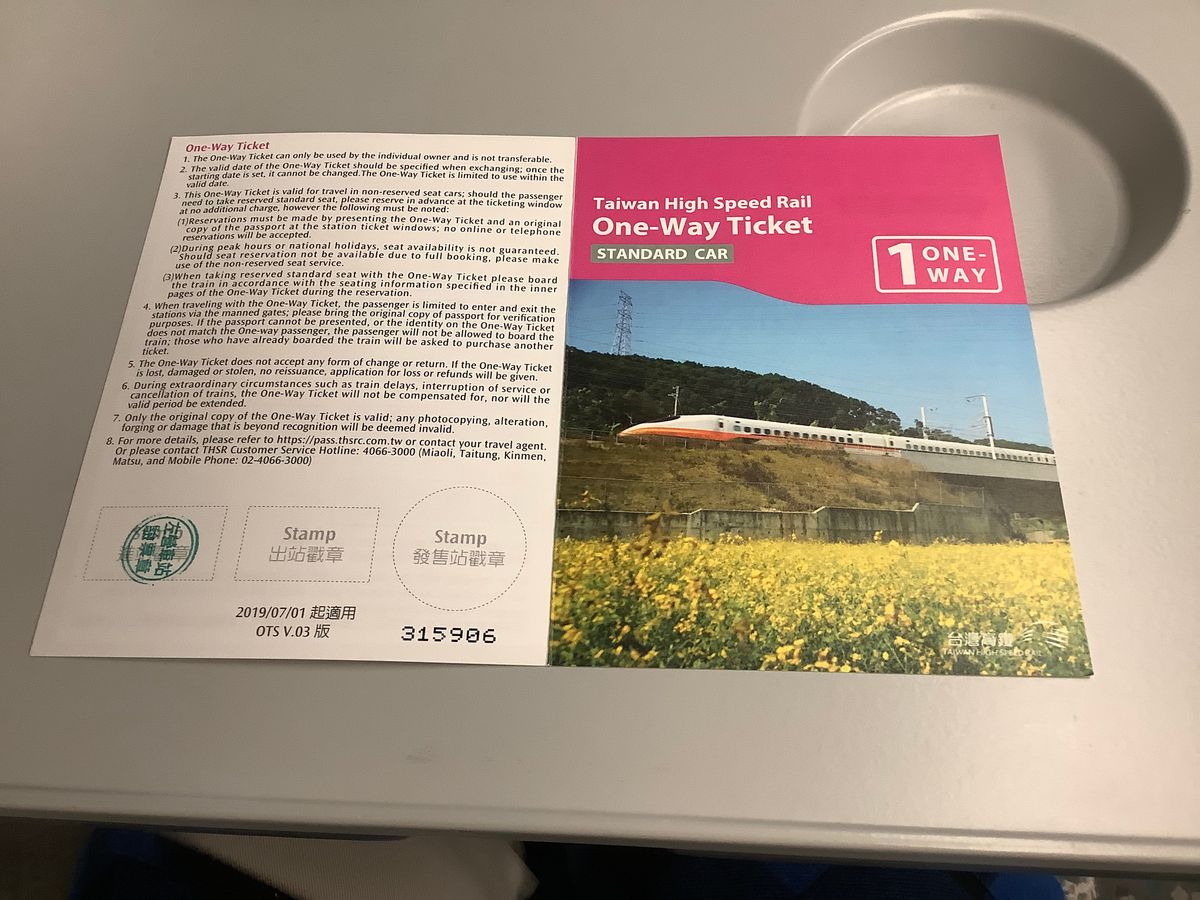 One-Way Ticket
1. The One-Way Ticket can only be used by the individual owner and is not transferable.
2. The valid date of the One-Way Ticket should be specified when exchanging; once the
starting date is set, it cannot be changed.The One-Way Ticket is limited to use within the
valid date.
3. This One-Way Ticket is valid for travel in non-reserved seat cars; should the passenger
need to take reserved standard seat, please reserve in advance at the ticketing window
at no additional charge, however the following must be noted:
(1)Reservations must be made by presenting the One-Way Ticket and an original
copy of the passport at the station ticket windows; no online or telephone
reservations will be accepted.
(2)During peak hours or national holidays, seat availability is not guaranteed.
Should seat reservation not be available due to full booking, please make
use of the non-reserved seat service.
(3)When taking reserved standard seat with the One-Way Ticket please board
the train in accordance with the seating information specified in the inner
pages of the One-Way Ticket during the reservation.
4. When traveling with the One-Way Ticket, the passenger is limited to enter and exit the
stations via the manned gates; please bring the original copy of passport for verification
purposes. If the passport cannot be presented, or the identity on the One-Way Ticket
does not match the One-way passenger, the passenger will not be allowed to board the
train; those who have already boarded the train will be asked to purchase another
ticket.
5. The One-Way Ticket does not accept any form of change or return. If the One-Way Ticket
is lost, damaged or stolen, no reissuance, application for loss or refunds will be given.
6. During extraordinary circumstances such as train delays, interruption of service or
cancellation of trains, the One-Way Ticket will not be compensated for, nor will the
valid period be extended.
7. Only the original copy of the One-Way Ticket is valid; any photocopying, alteration,
forging or damage that is beyond recognition will be deemed invalid.
8. For more details, please refer to https://pass.thsrc.com.tw or contact your travel agent.
Or please contact THSR Customer Service Hotline: 4066-3000 (Miaoli, Taitung, Kinmen,
Matsu, and Mobile Phone: 02-4066-3000)
左營車站
Stamp
出站戳章
Stamp
發售站戳章
2019/07/01 起適用
OTS V.03 版
315906
Taiwan High Speed Rail
One-Way Ticket
STANDARD CAR
1 ONE-
WAY
台灣高鐵
TAIWAN HIGH SPEED RAIL